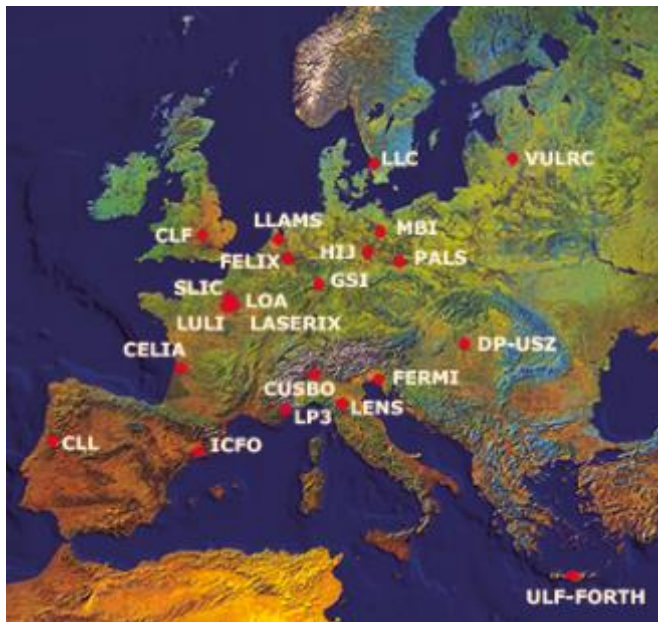 LLC
VULRC
LLAMS
MBI
CLF
HIJ
PALS
FELIX
GSI
SLIC
LOA
LULI
LASERIX
DP-USZ
CELIA
FERMI
CUSBO
LENS
LP3
CLL
ICFO
ULF-FORTH